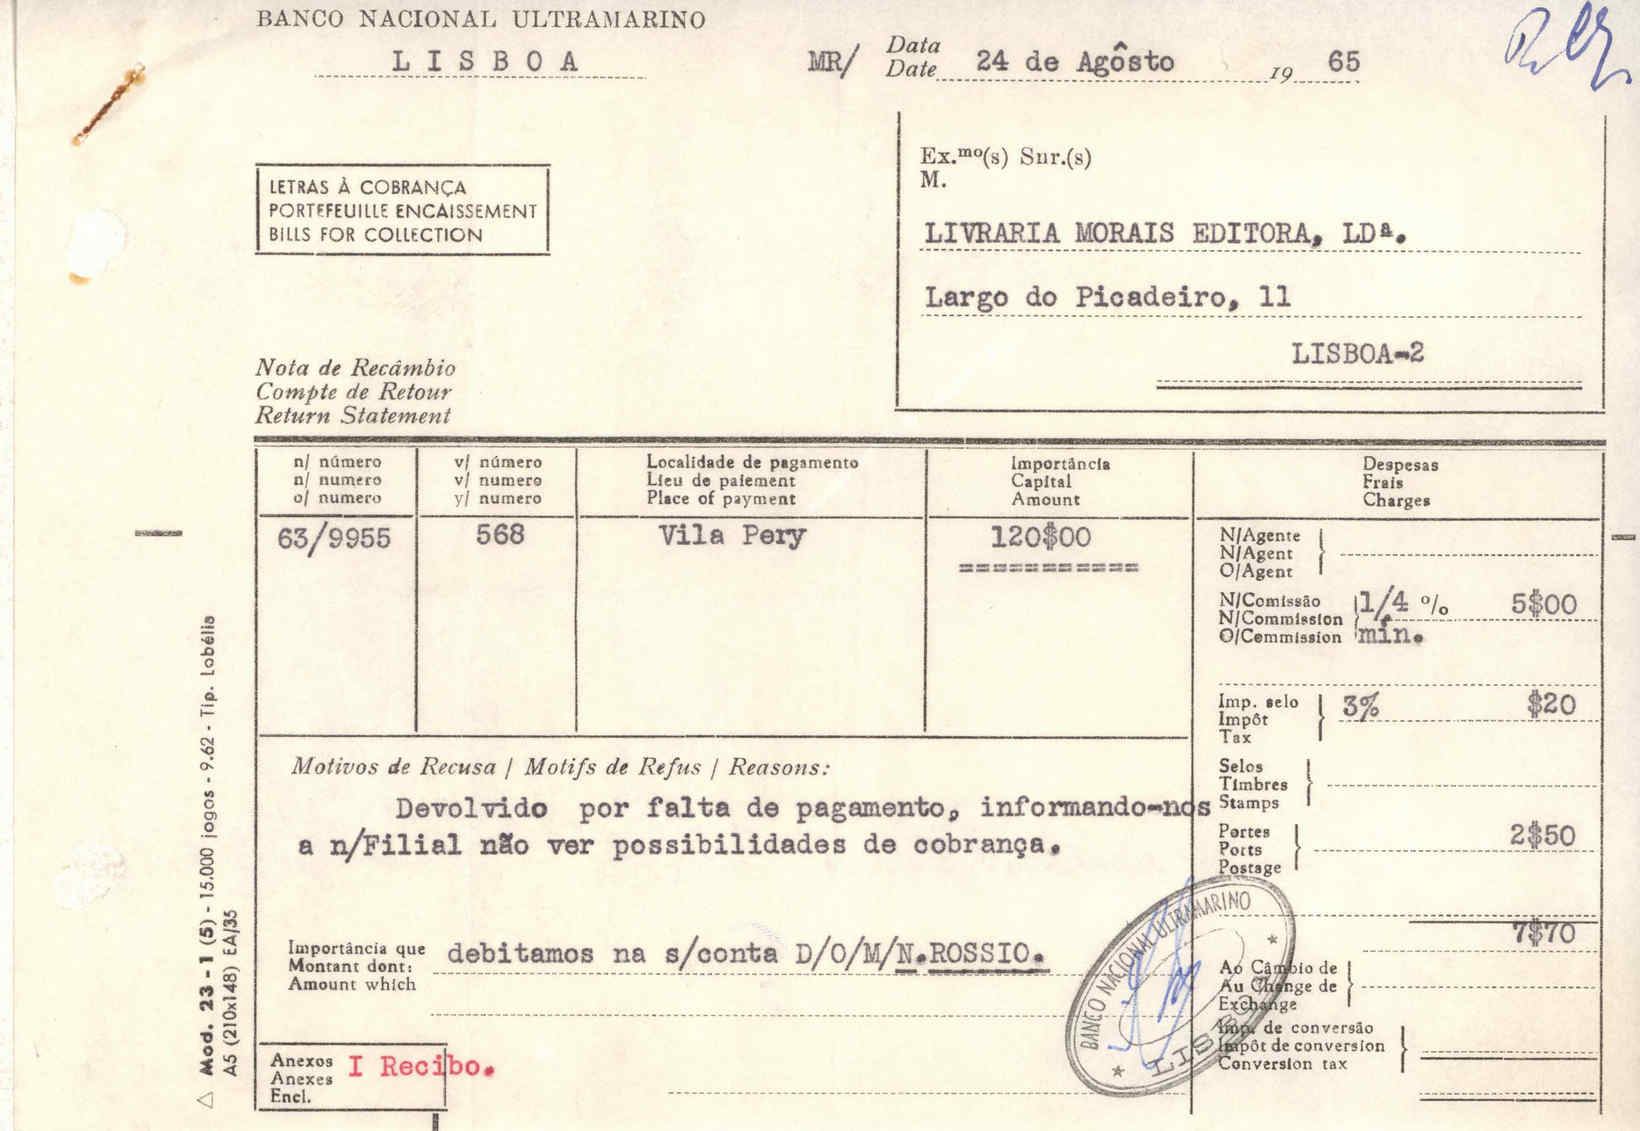 BANCO NACIONAL ULTRAMARINO
LISBOA
MR/
Data
Date 24 de Agôsto 19 65
LETRAS À COBRANÇA
PORTEFEUILLE ENCAISSEMENT
BILLS FOR COLLECTION
Ex.mo(s) Snr.(s)
M.
LIVRARIA MORAIS EDITORA, LDª.
Largo do Picadeiro, 11
LISBOA-2
Nota de Recâmbio
Compte de Retour
Return Statement
n/ número
n/ numero
o/ numero
v/ número
v/ numero
y/ numero
Localidade de pagamento
Lieu de paiement
Place of payment
Importância
Capital
Amount
Despesas
Frais
Charges
63/9955
568
Vila Pery
120$00
===========
N/Agente
N/Agent
O/Agent
N/Comissão
N/Commission
O/Commission
1/4 %
min.
5$00
Imp. selo
Impôt
Tax
3%
$20
Selos
Timbres
Stamps
Portes
Ports
Postage
2$50
7$70
Ao Câmbio de
Au Change de
Exchange
Imp. de conversão
Impôt de conversion
Conversion tax
Motivos de Recusa / Motifs de Refus / Reasons:
Devolvido por falta de pagamento, informando-nos
a n/Filial não ver possibilidades de cobrança.
Importância que
Montant dont:
Amount which
debitamos na s/conta D/O/M/N.ROSSIO.
BANCO NACIONAL ULTRAMARINO
LISBOA
Anexos
Anexes
Encl.
I Recibo.
Mod. 23 - 1 (5) - 15.000 jogos - 9.62 - Tip. Lobélia
A5 (210x148) EA/35